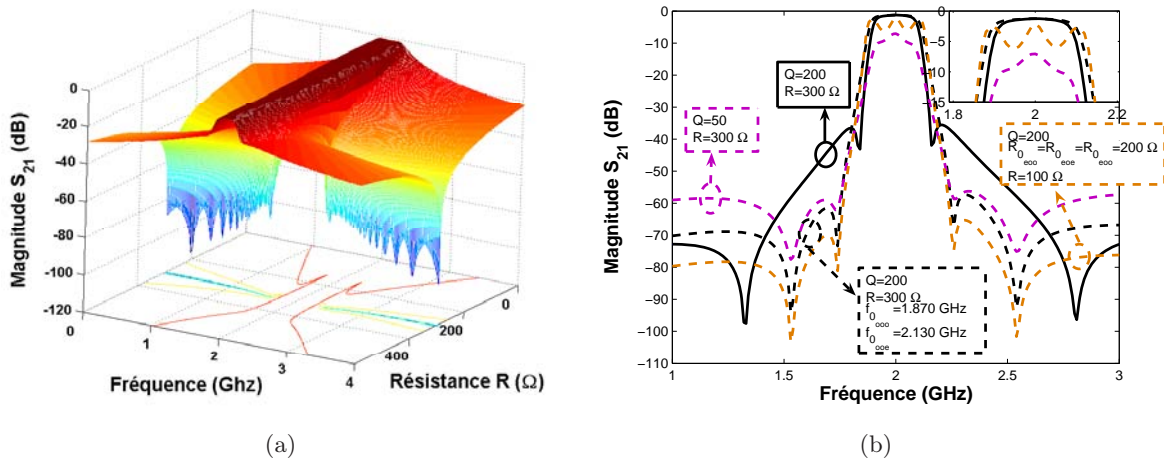 0
-20
-40
-60
-80
-100
-120
Magnitude S21 (dB)
0
1
2
3
4
Fréquence (Ghz)
400
200
0
Résistance R (Ω)
(a)
0
−10
−20
−30
−40
−50
−60
−70
−80
−90
−100
−110
Magnitude S21 (dB)
1
1.5
2
2.5
3
Fréquence (GHz)
Q=200
R=300 Ω
Q=50
R=300 Ω
0
−5
−10
−15
1.8
2
2.2
Q=200
R0eoo=R0eoe=R0eoo=200 Ω
R=100 Ω
Q=200
R=300 Ω
f0ooo=1.870 GHz
f0ooe=2.130 GHz
(b)